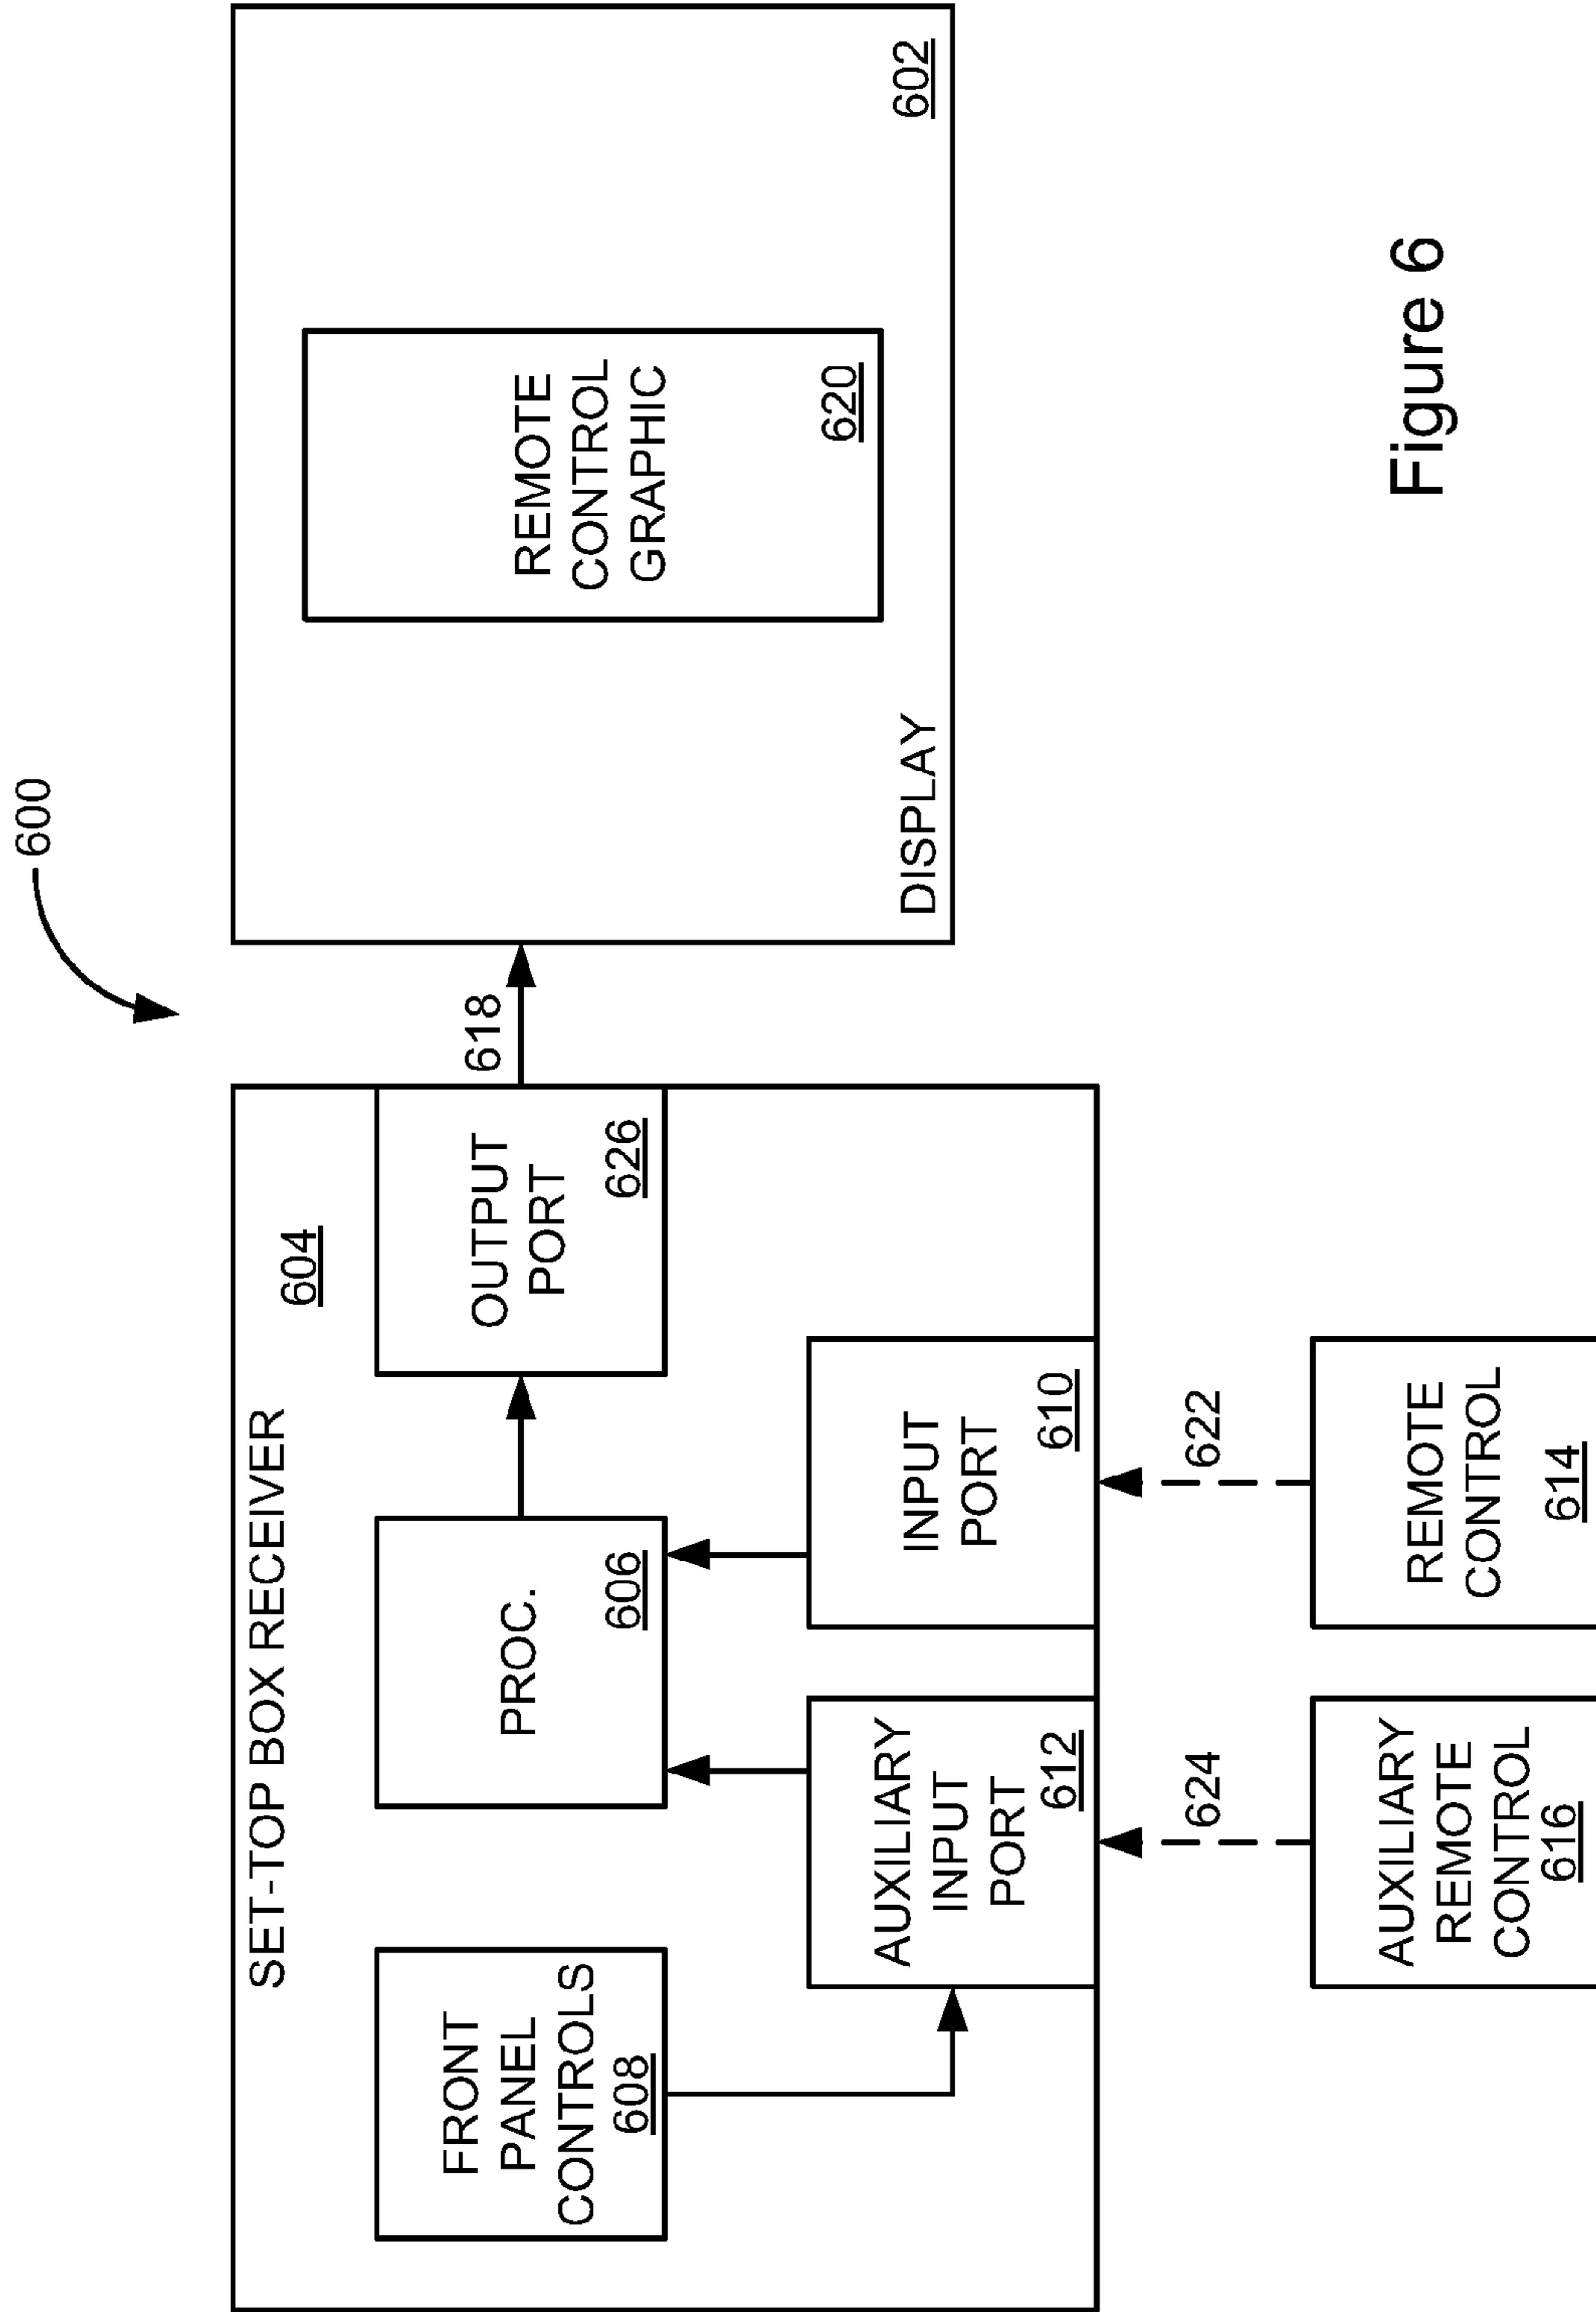 600
SET-TOP BOX RECEIVER
604
FRONT
PANEL
CONTROLS
608
PROC.
606
OUTPUT
PORT
626
618
AUXILIARY
INPUT
PORT
612
INPUT
PORT
610
624
622
AUXILIARY
REMOTE
CONTROL
616
REMOTE
CONTROL
614
REMOTE
CONTROL
GRAPHIC
620
DISPLAY
602
Figure 6